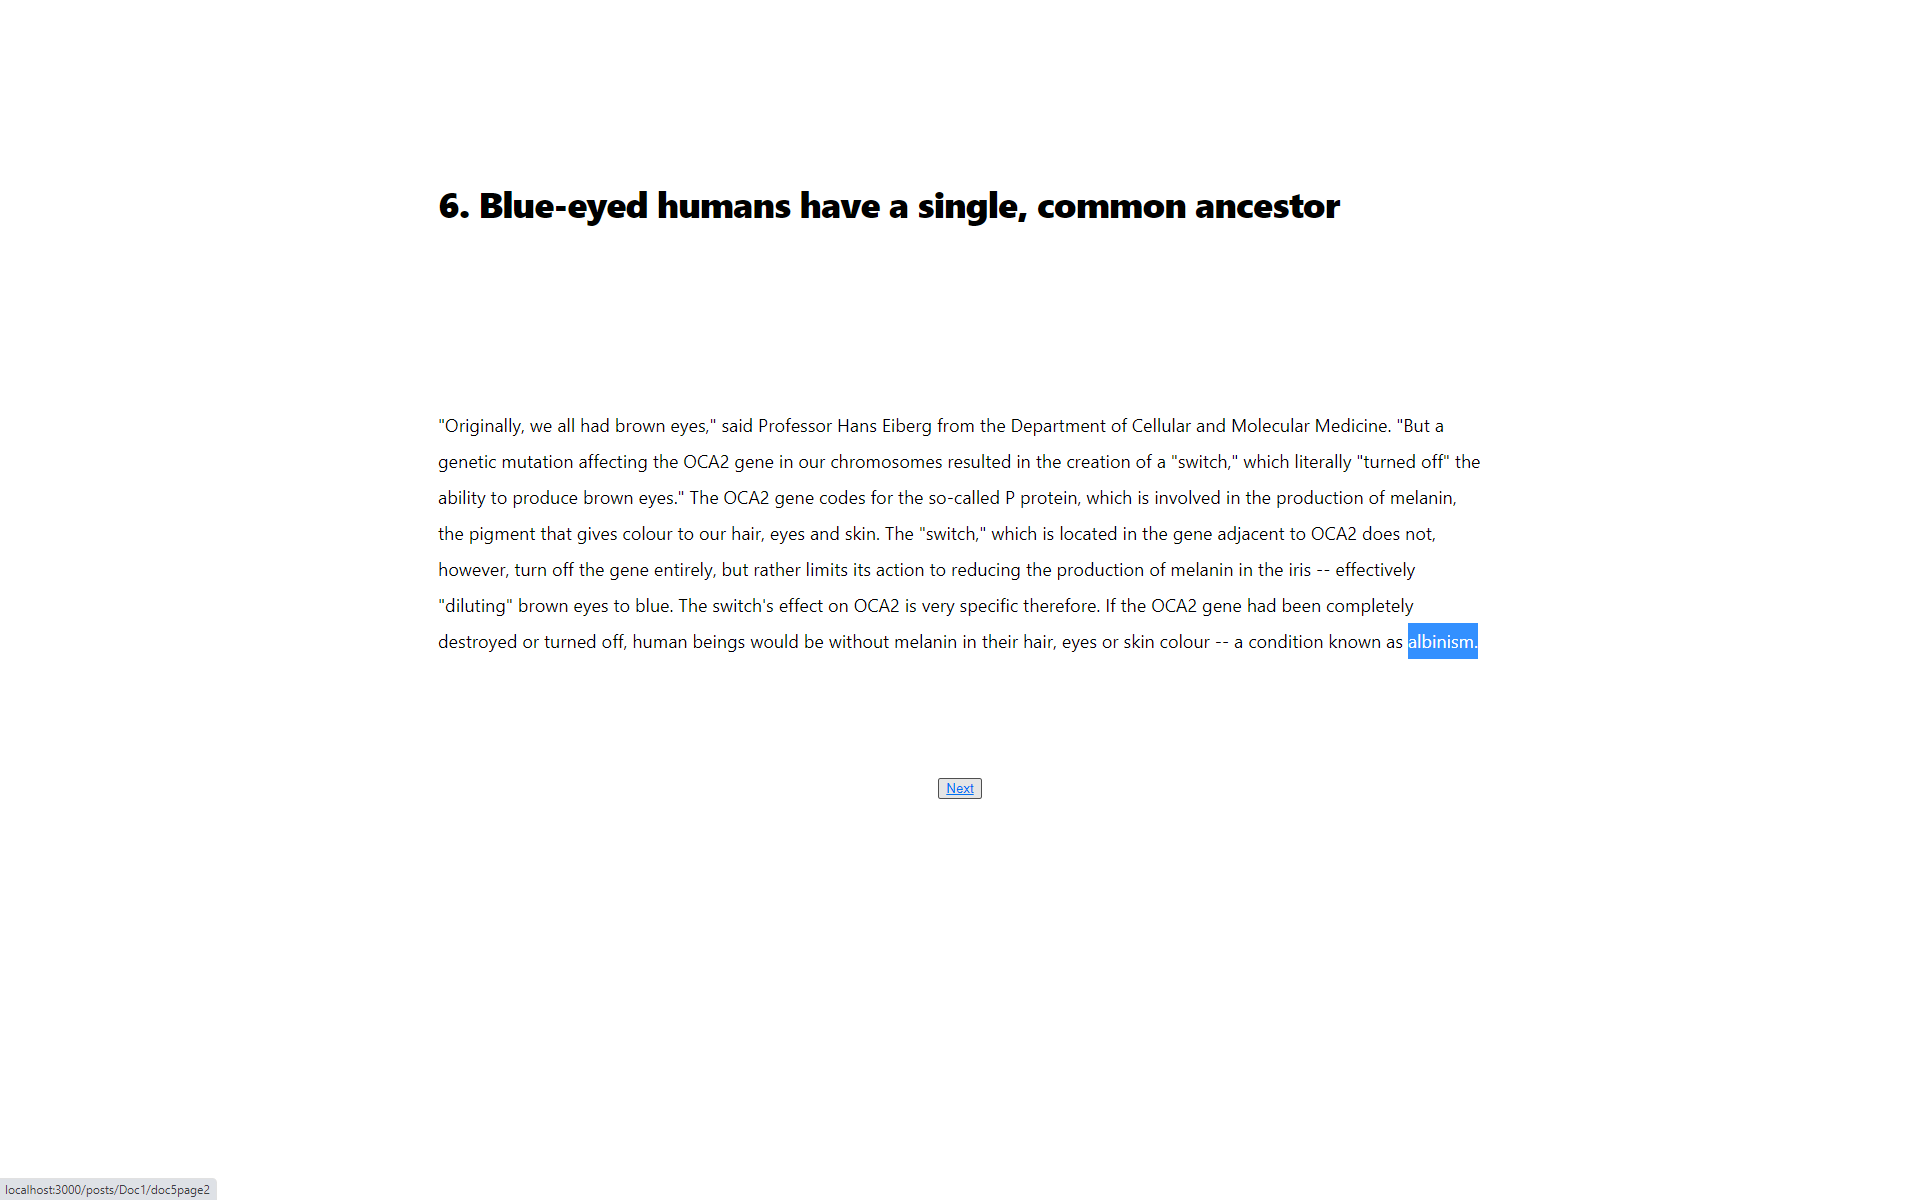 6. Blue-eyed humans have a single, common ancestor
"Originally, we all had brown eyes," said Professor Hans Eiberg from the Department of Cellular and Molecular Medicine. "But a
genetic mutation affecting the OCA2 gene in our chromosomes resulted in the creation of a "switch," which literally "turned off" the
ability to produce brown eyes." The OCA2 gene codes for the so-called P protein, which is involved in the production of melanin,
the pigment that gives colour to our hair, eyes and skin. The "switch," which is located in the gene adjacent to OCA2 does not,
however, turn off the gene entirely, but rather limits its action to reducing the production of melanin in the iris -- effectively
"diluting" brown eyes to blue. The switch's effect on OCA2 is very specific therefore. If the OCA2 gene had been completely
destroyed or turned off, human beings would be without melanin in their hair, eyes or skin colour -- a condition known as albinism.
Next
localhost:3000/posts/Doc1/doc5page2